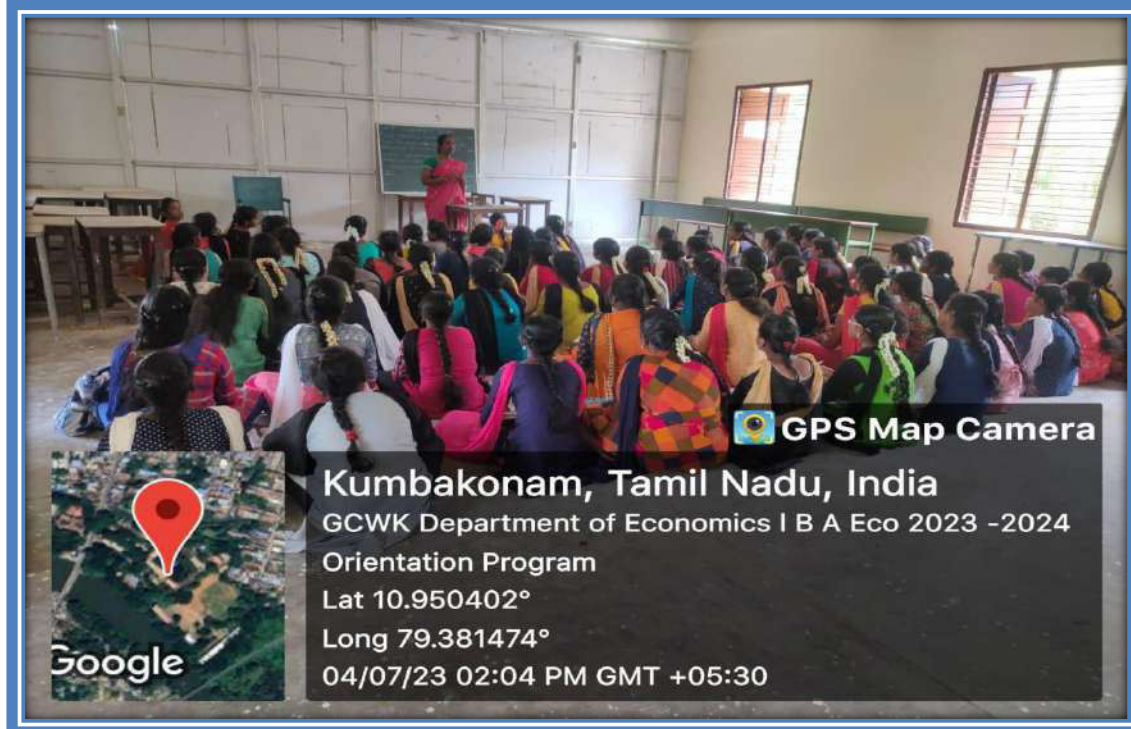 GPS Map Camera
Kumbakonam, Tamil Nadu, India
GCWK Department of Economics I B A Eco 2023 -2024
Orientation Program
Lat 10.950402°
Long 79.381474°
04/07/23 02:04 PM GMT +05:30
Google